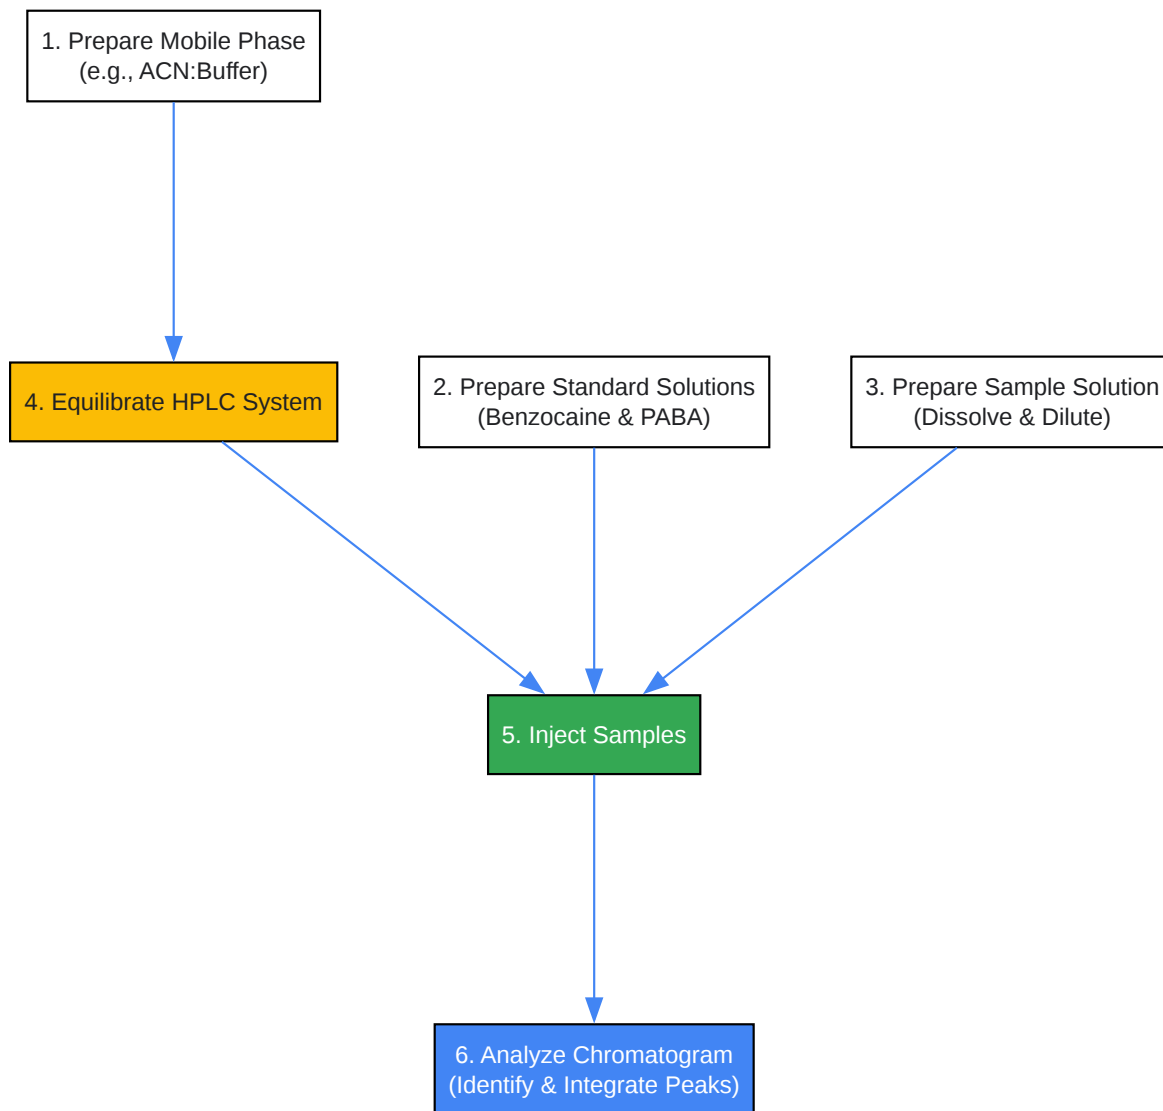 1. Prepare Mobile Phase
(e.g., ACN:Buffer)
4. Equilibrate HPLC System
2. Prepare Standard Solutions
(Benzocaine & PABA)
3. Prepare Sample Solution
(Dissolve & Dilute)
5. Inject Samples
6. Analyze Chromatogram
(Identify & Integrate Peaks)